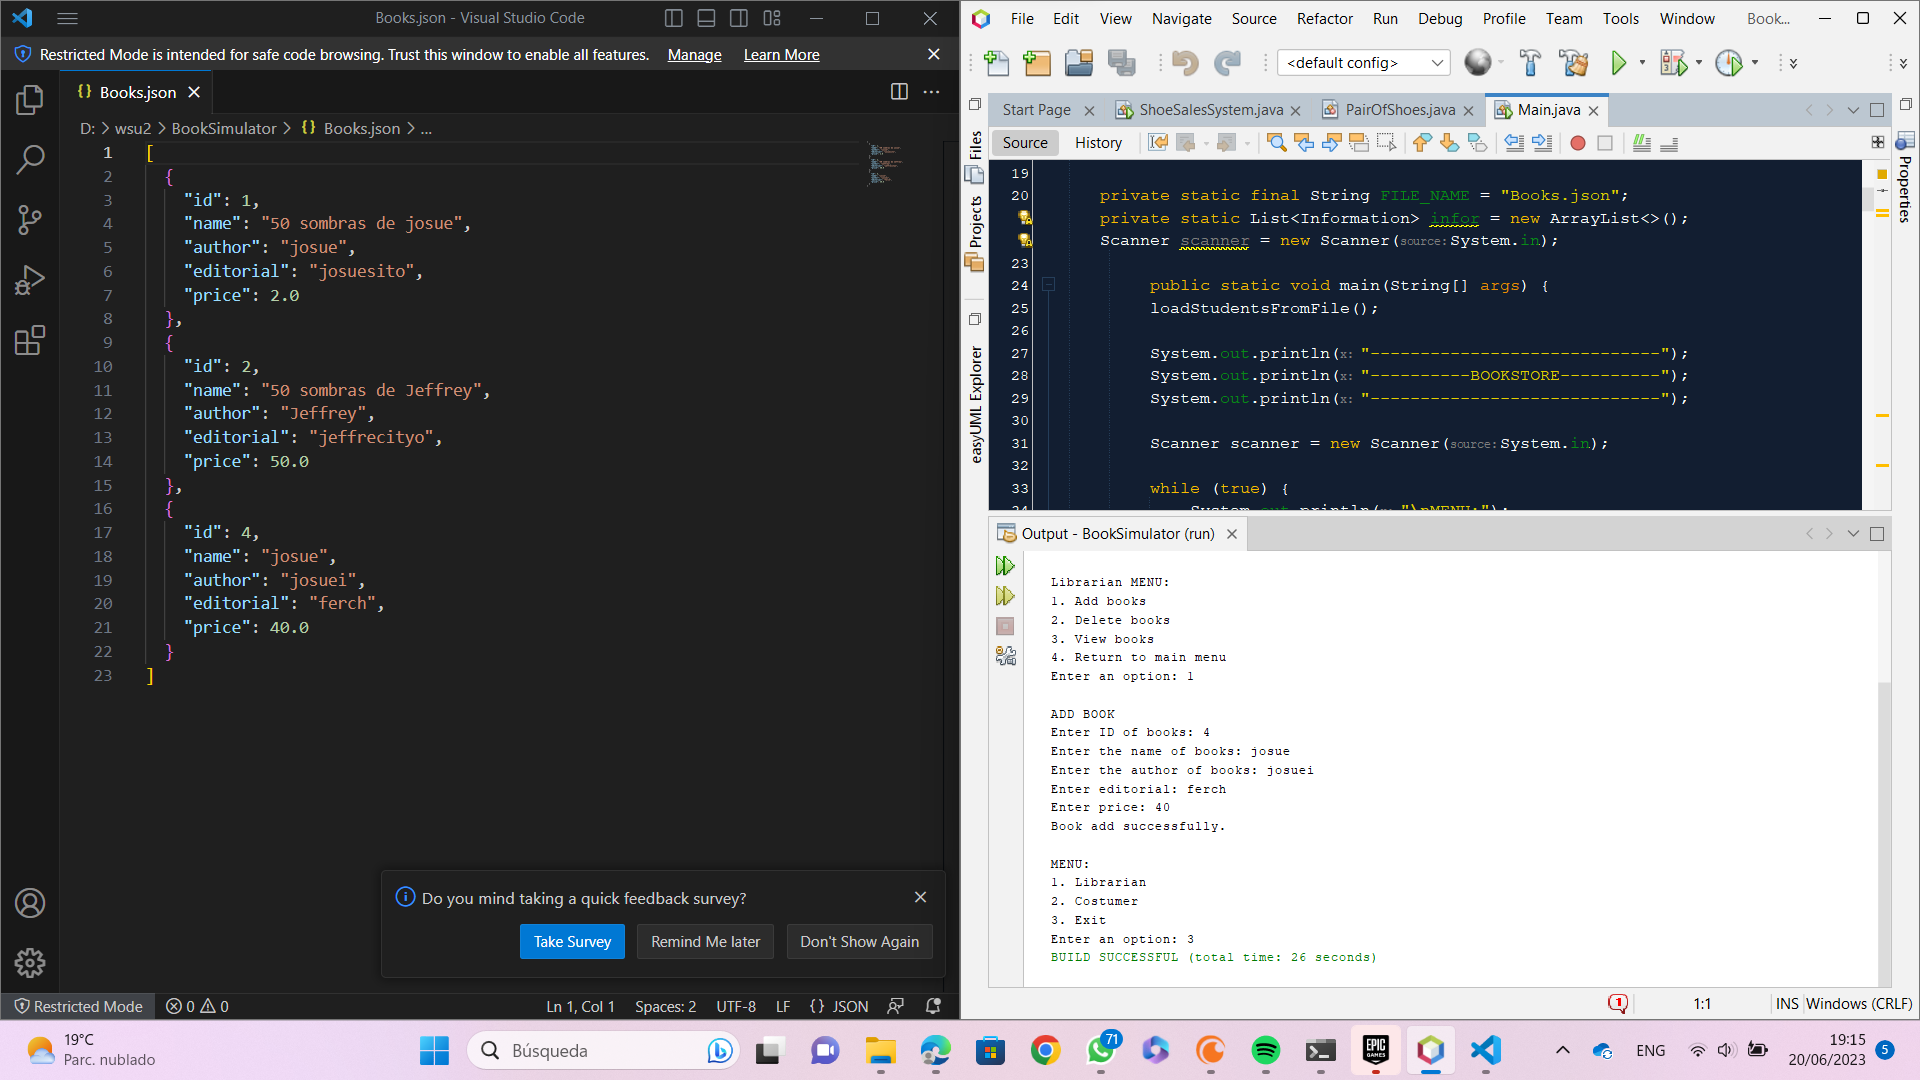 Books.json - Visual Studio Code
Restricted Mode is intended for safe code browsing. Trust this window to enable all features. Manage Learn More
{} Books.json
D: > wsu2 > BookSimulator > {} Books.json > ...
1 [
2 {
3 "id": 1,
4 "name": "50 sombras de josue",
5 "author": "josue",
6 "editorial": "josuesito",
7 "price": 2.0
8 },
9 {
10 "id": 2,
11 "name": "50 sombras de Jeffrey",
12 "author": "Jeffrey",
13 "editorial": "jeffrecityo",
14 "price": 50.0
15 },
16 {
17 "id": 4,
18 "name": "josue",
19 "author": "josuei",
20 "editorial": "ferch",
21 "price": 40.0
22 }
23 ]
Do you mind taking a quick feedback survey?
Take Survey Remind Me later Don't Show Again
Restricted Mode 0 0 Ln 1, Col 1 Spaces: 2 UTF-8 LF {} JSON
File Edit View Navigate Source Refactor Run Debug Profile Team Tools Window Book...
<default config>
Start Page ShoeSalesSystem.java PairOfShoes.java Main.java
Source History
Files
Projects
easyUML Explorer
Properties
19
20 private static final String FILE_NAME = "Books.json";
private static List<Information> infor = new ArrayList<>();
Scanner scanner = new Scanner(source:System.in);
23
24 public static void main(String[] args) {
25 loadStudentsFromFile();
26
27 System.out.println(x: "-----------------------------");
28 System.out.println(x: "----------BOOKSTORE----------");
29 System.out.println(x: "-----------------------------");
30
31 Scanner scanner = new Scanner(source:System.in);
32
33 while (true) {
System.out.println(x: "\nMENU:");
Output - BookSimulator (run)
Librarian MENU:
1. Add books
2. Delete books
3. View books
4. Return to main menu
Enter an option: 1
ADD BOOK
Enter ID of books: 4
Enter the name of books: josue
Enter the author of books: josuei
Enter editorial: ferch
Enter price: 40
Book add successfully.
MENU:
1. Librarian
2. Costumer
3. Exit
Enter an option: 3
BUILD SUCCESSFUL (total time: 26 seconds)
1 1:1 INS Windows (CRLF)
19°C
Parc. nublado
Búsqueda
71
EPIC GAMES
ENG
19:15
20/06/2023
5